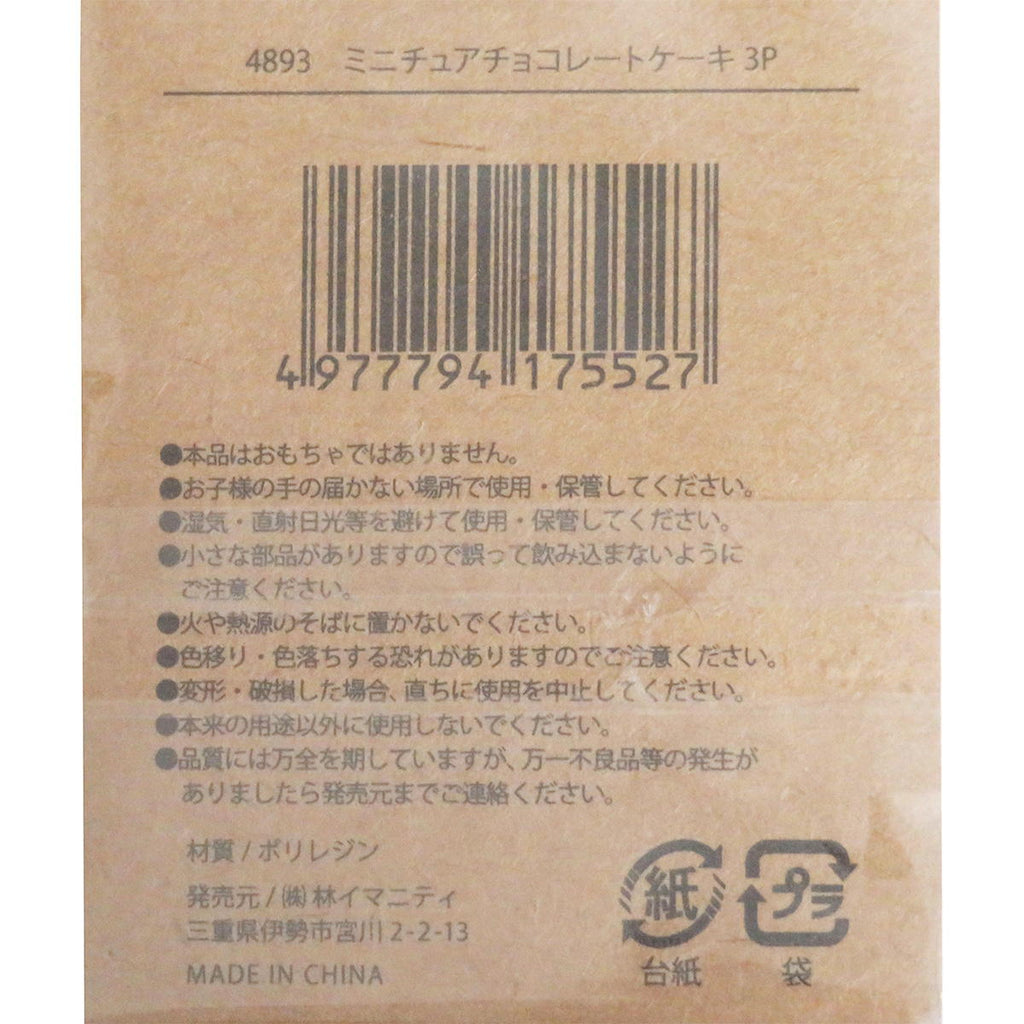 4893 ミニチュアチョコレートケーキ 3P
4 977794 175527
●本品はおもちゃではありません。
●お子様の手の届かない場所で使用・保管してください。
●湿気・直射日光等を避けて使用・保管してください。
●小さな部品がありますので誤って飲み込まないように
ご注意ください。
●火や熱源のそばに置かないでください。
●色移り・色落ちする恐れがありますのでご注意ください。
●変形・破損した場合、直ちに使用を中止してください。
●本来の用途以外に使用しないでください。
●品質には万全を期していますが、万一不良品等の発生が
ありましたら発売元までご連絡ください。
材質 / ポリレジン
発売元 / ㈱ 林イマニティ
三重県伊勢市宮川 2-2-13
MADE IN CHINA
紙 プラ
台紙 袋